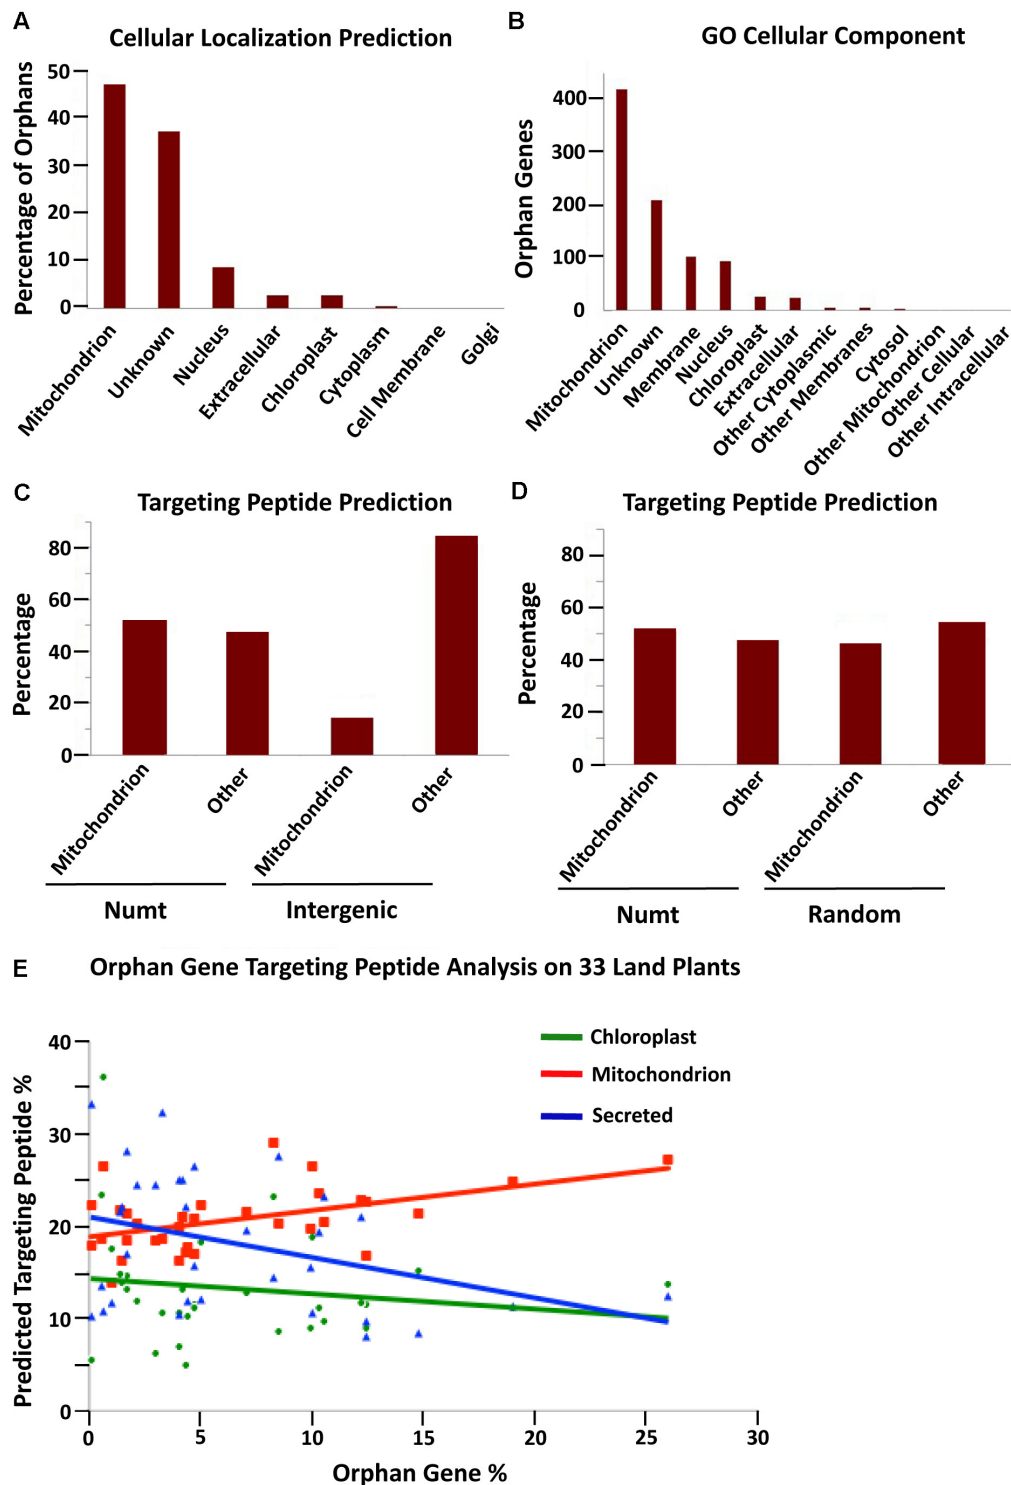 A
Cellular Localization Prediction
Percentage of Orphans
50
40
30
20
10
0
Mitochondrion
Unknown
Nucleus
Extracellular
Chloroplast
Cytoplasm
Cell Membrane
Golgi
B
GO Cellular Component
Orphan Genes
400
300
200
100
0
Mitochondrion
Unknown
Membrane
Nucleus
Chloroplast
Extracellular
Other Cytoplasmic
Other Membranes
Cytosol
Other Mitochondrion
Other Cellular
Other Intracellular
C
Targeting Peptide Prediction
Percentage
80
60
40
20
0
Mitochondrion
Other
Mitochondrion
Other
Numt
Intergenic
D
Targeting Peptide Prediction
Percentage
80
60
40
20
0
Mitochondrion
Other
Mitochondrion
Other
Numt
Random
E
Orphan Gene Targeting Peptide Analysis on 33 Land Plants
Predicted Targeting Peptide %
40
30
20
10
0
Chloroplast
Mitochondrion
Secreted
0
5
10
15
20
25
30
Orphan Gene %